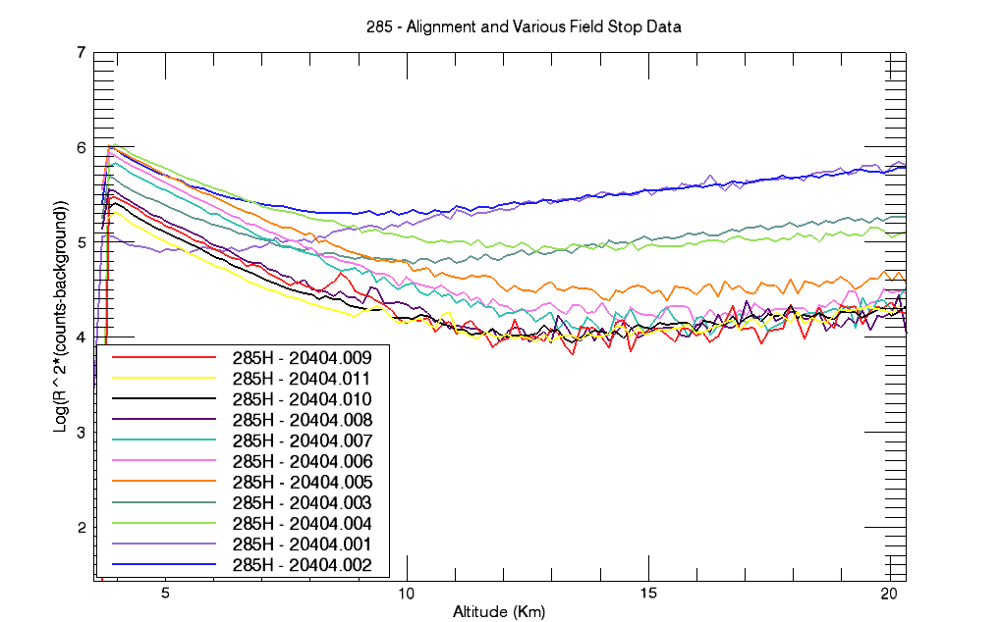 285 - Alignment and Various Field Stop Data
7
6
5
4
3
2
Log(R^2*(counts-background))
285H - 20404.009
285H - 20404.011
285H - 20404.010
285H - 20404.008
285H - 20404.007
285H - 20404.006
285H - 20404.005
285H - 20404.003
285H - 20404.004
285H - 20404.001
285H - 20404.002
5 10 15 20
Altitude (Km)